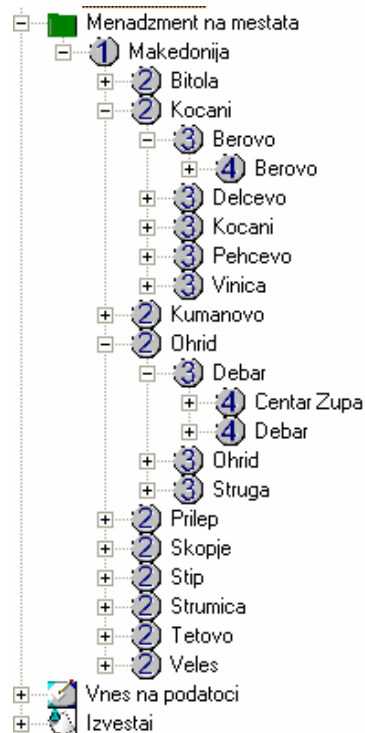 Menadzment na mestata
1 Makedonija
2 Bitola
2 Kocani
3 Berovo
4 Berovo
3 Delcevo
3 Kocani
3 Pehcevo
3 Vinica
2 Kumanovo
2 Ohrid
3 Debar
4 Centar Zupa
4 Debar
3 Ohrid
3 Struga
2 Prilep
2 Skopje
2 Stip
2 Strumica
2 Tetovo
2 Veles
Vnes na podatoci
Izvestai